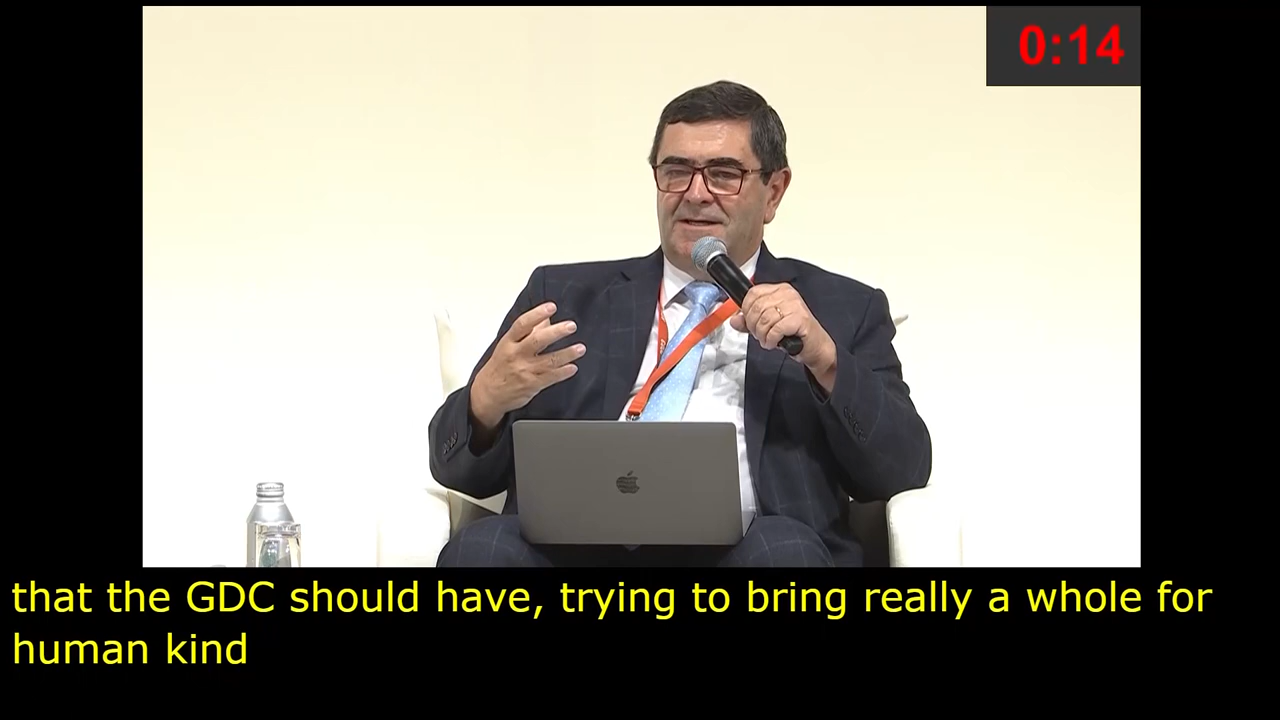 0:14
that the GDC should have, trying to bring really a whole for
human kind